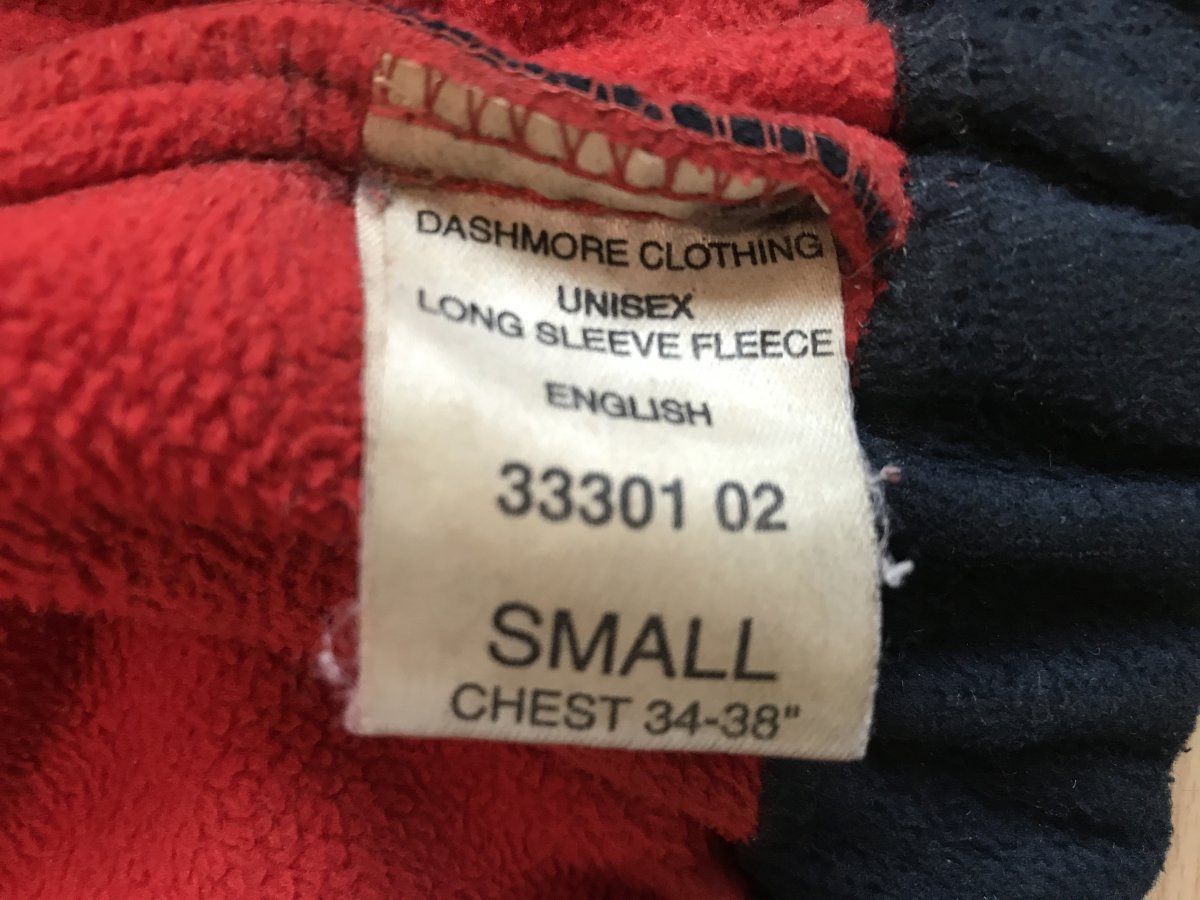 DASHMORE CLOTHING
UNISEX
LONG SLEEVE FLEECE
ENGLISH
33301 02
SMALL
CHEST 34-38"